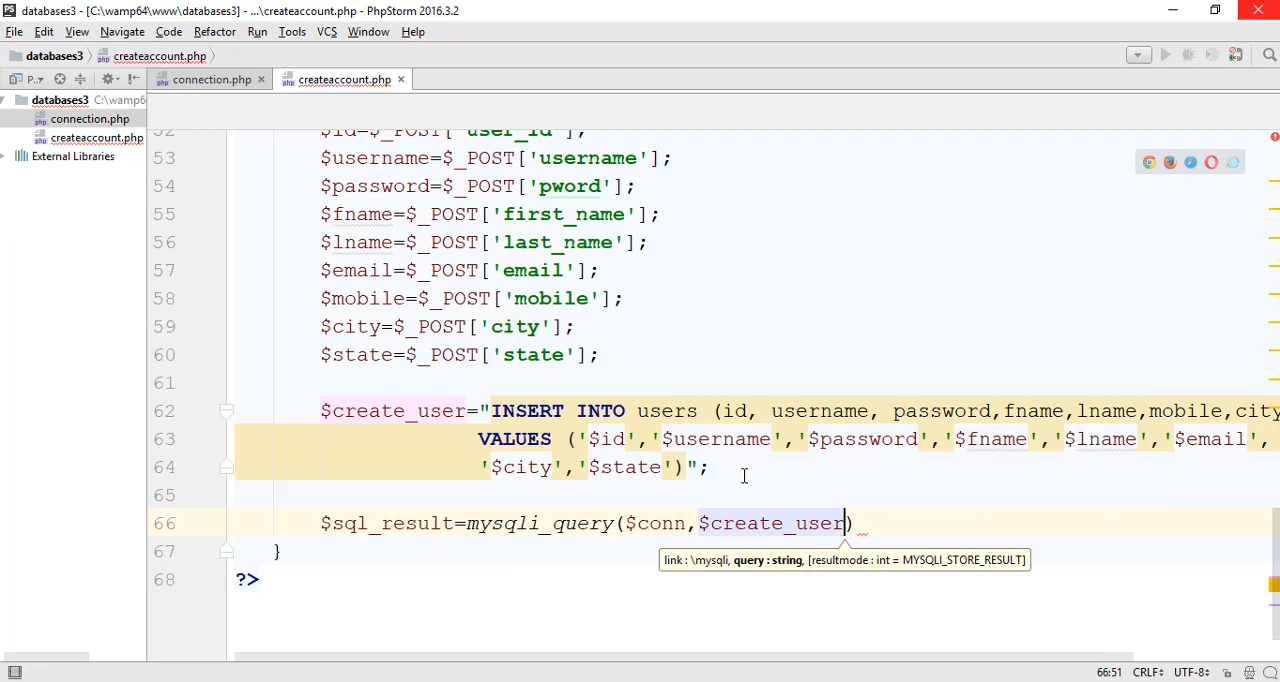 databases3 - [C:\wamp64\www\databases3] - ...\createaccount.php - PhpStorm 2016.3.2
File Edit View Navigate Code Refactor Run Tools VCS Window Help
databases3 createaccount.php
P.. connection.php createaccount.php
databases3 C:\wamp6
connection.php
createaccount.php
External Libraries
52 $id=$_POST['user_id'];
53 $username=$_POST['username'];
54 $password=$_POST['pword'];
55 $fname=$_POST['first_name'];
56 $lname=$_POST['last_name'];
57 $email=$_POST['email'];
58 $mobile=$_POST['mobile'];
59 $city=$_POST['city'];
60 $state=$_POST['state'];
61
62 $create_user="INSERT INTO users (id, username, password,fname,lname,mobile,city
63 VALUES ('$id','$username','$password','$fname','$lname','$email',
64 '$city','$state')";
65
66 $sql_result=mysqli_query($conn,$create_user)
67 }
link : \mysqli, query : string, [resultmode : int = MYSQLI_STORE_RESULT]
68 ?>
66:51 CRLF UTF-8